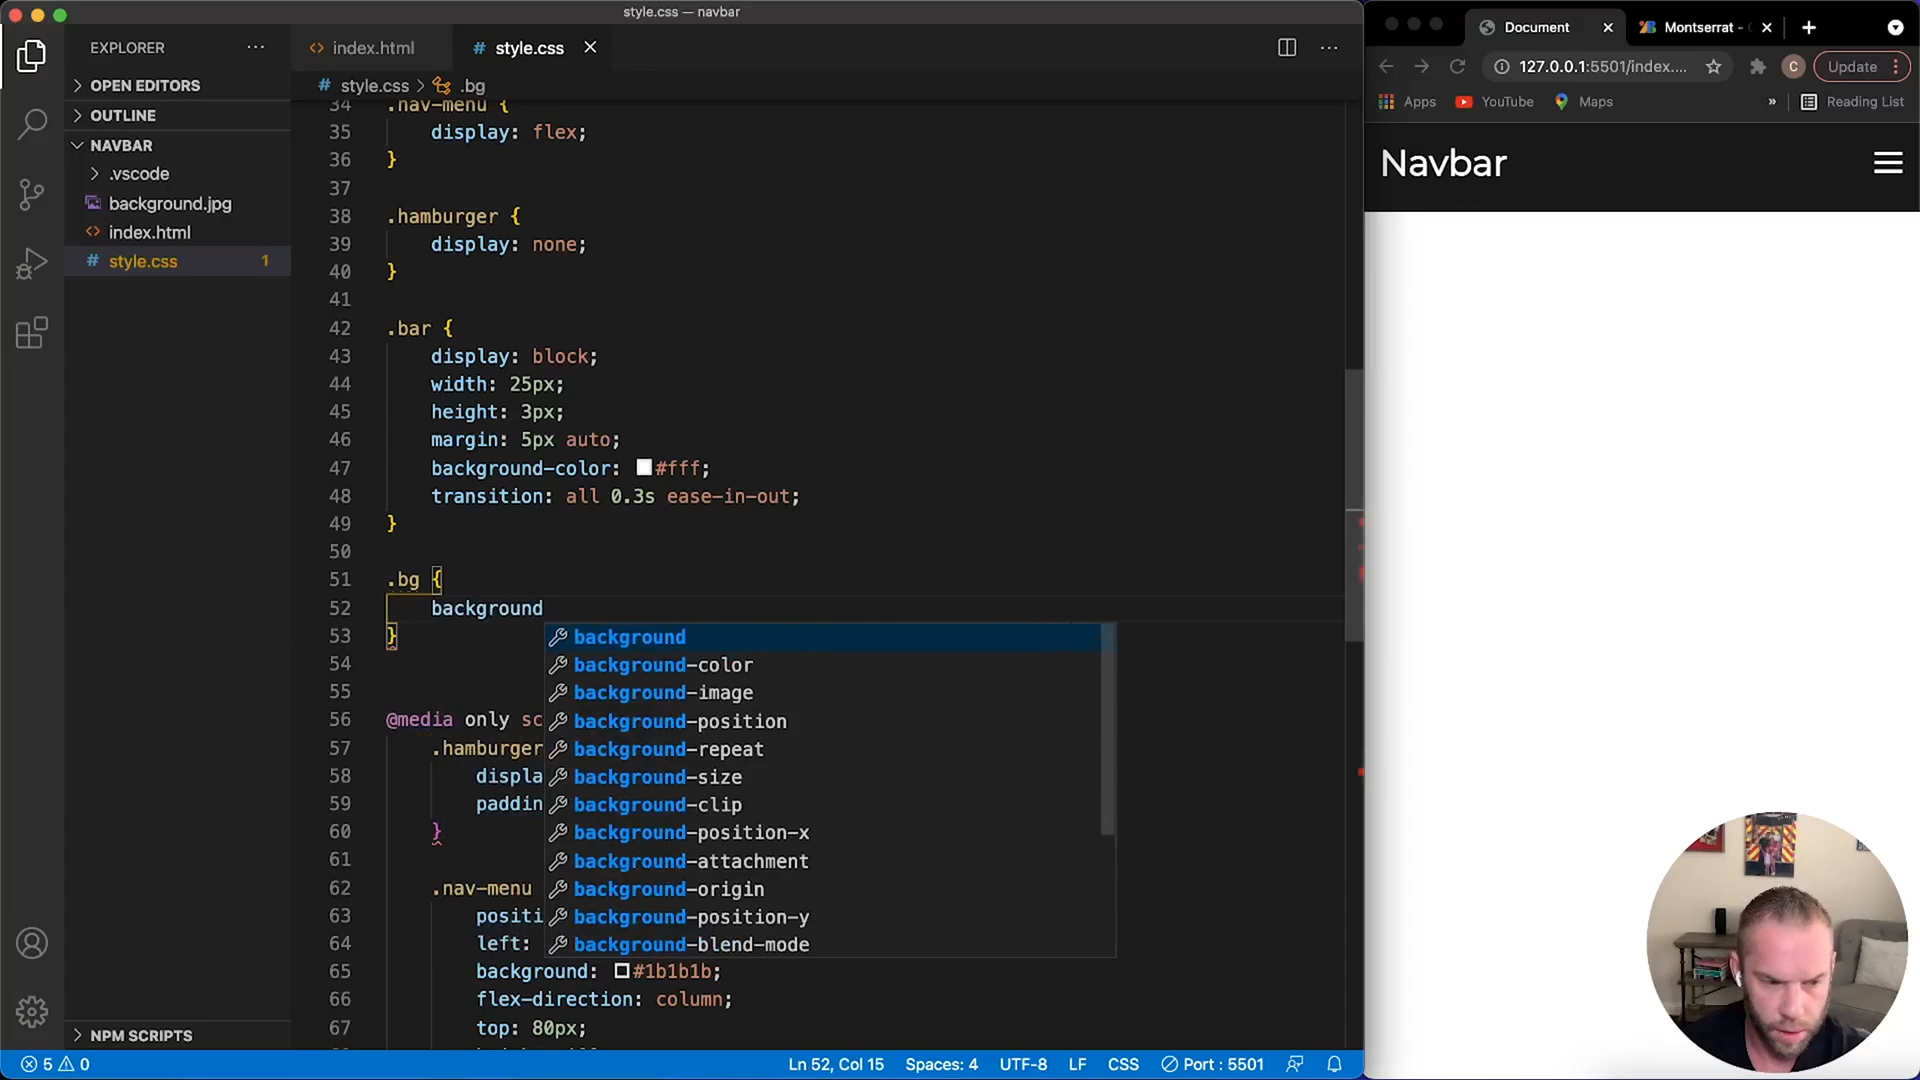 style.css — navbar
EXPLORER
OPEN EDITORS
OUTLINE
NAVBAR
.vscode
background.jpg
index.html
style.css 1
NPM SCRIPTS
index.html
style.css
style.css > .bg
34 .nav-menu {
35 display: flex;
36 }
37
38 .hamburger {
39 display: none;
40 }
41
42 .bar {
43 display: block;
44 width: 25px;
45 height: 3px;
46 margin: 5px auto;
47 background-color: #fff;
48 transition: all 0.3s ease-in-out;
49 }
50
51 .bg {
52 background
53 }
54
55
56 @media only sc
57 .hamburger
58 displa
59 paddin
60 }
61
62 .nav-menu
63 positi
64 left:
65 background: #1b1b1b;
66 flex-direction: column;
67 top: 80px;
background
background-color
background-image
background-position
background-repeat
background-size
background-clip
background-position-x
background-attachment
background-origin
background-position-y
background-blend-mode
5 0
Ln 52, Col 15
Spaces: 4
UTF-8
LF
CSS
Port : 5501
Document
Montserrat -
127.0.0.1:5501/index....
C
Update
Apps
YouTube
Maps
»
Reading List
Navbar